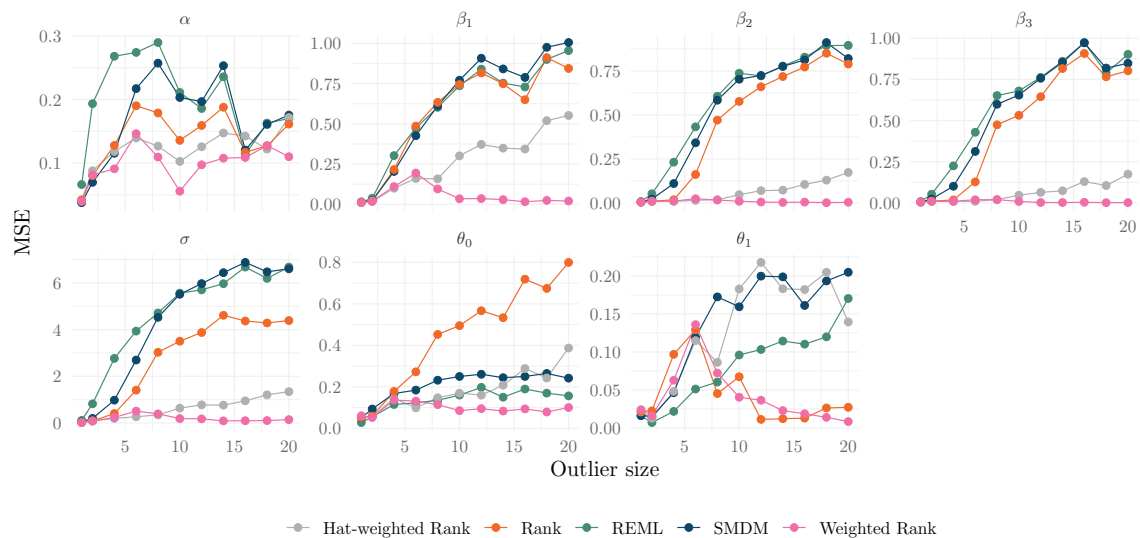 α
β1
β2
β3
0.3
0.2
0.1
1.00
0.75
0.50
0.25
0.00
0.75
0.50
0.25
0.00
1.00
0.75
0.50
0.25
0.00
5 10 15 20
MSE
σ
θ0
θ1
6
4
2
0
5 10 15 20
0.8
0.6
0.4
0.2
0.0
5 10 15 20
0.20
0.15
0.10
0.05
0.00
5 10 15 20
Outlier size
Hat-weighted Rank Rank REML SMDM Weighted Rank